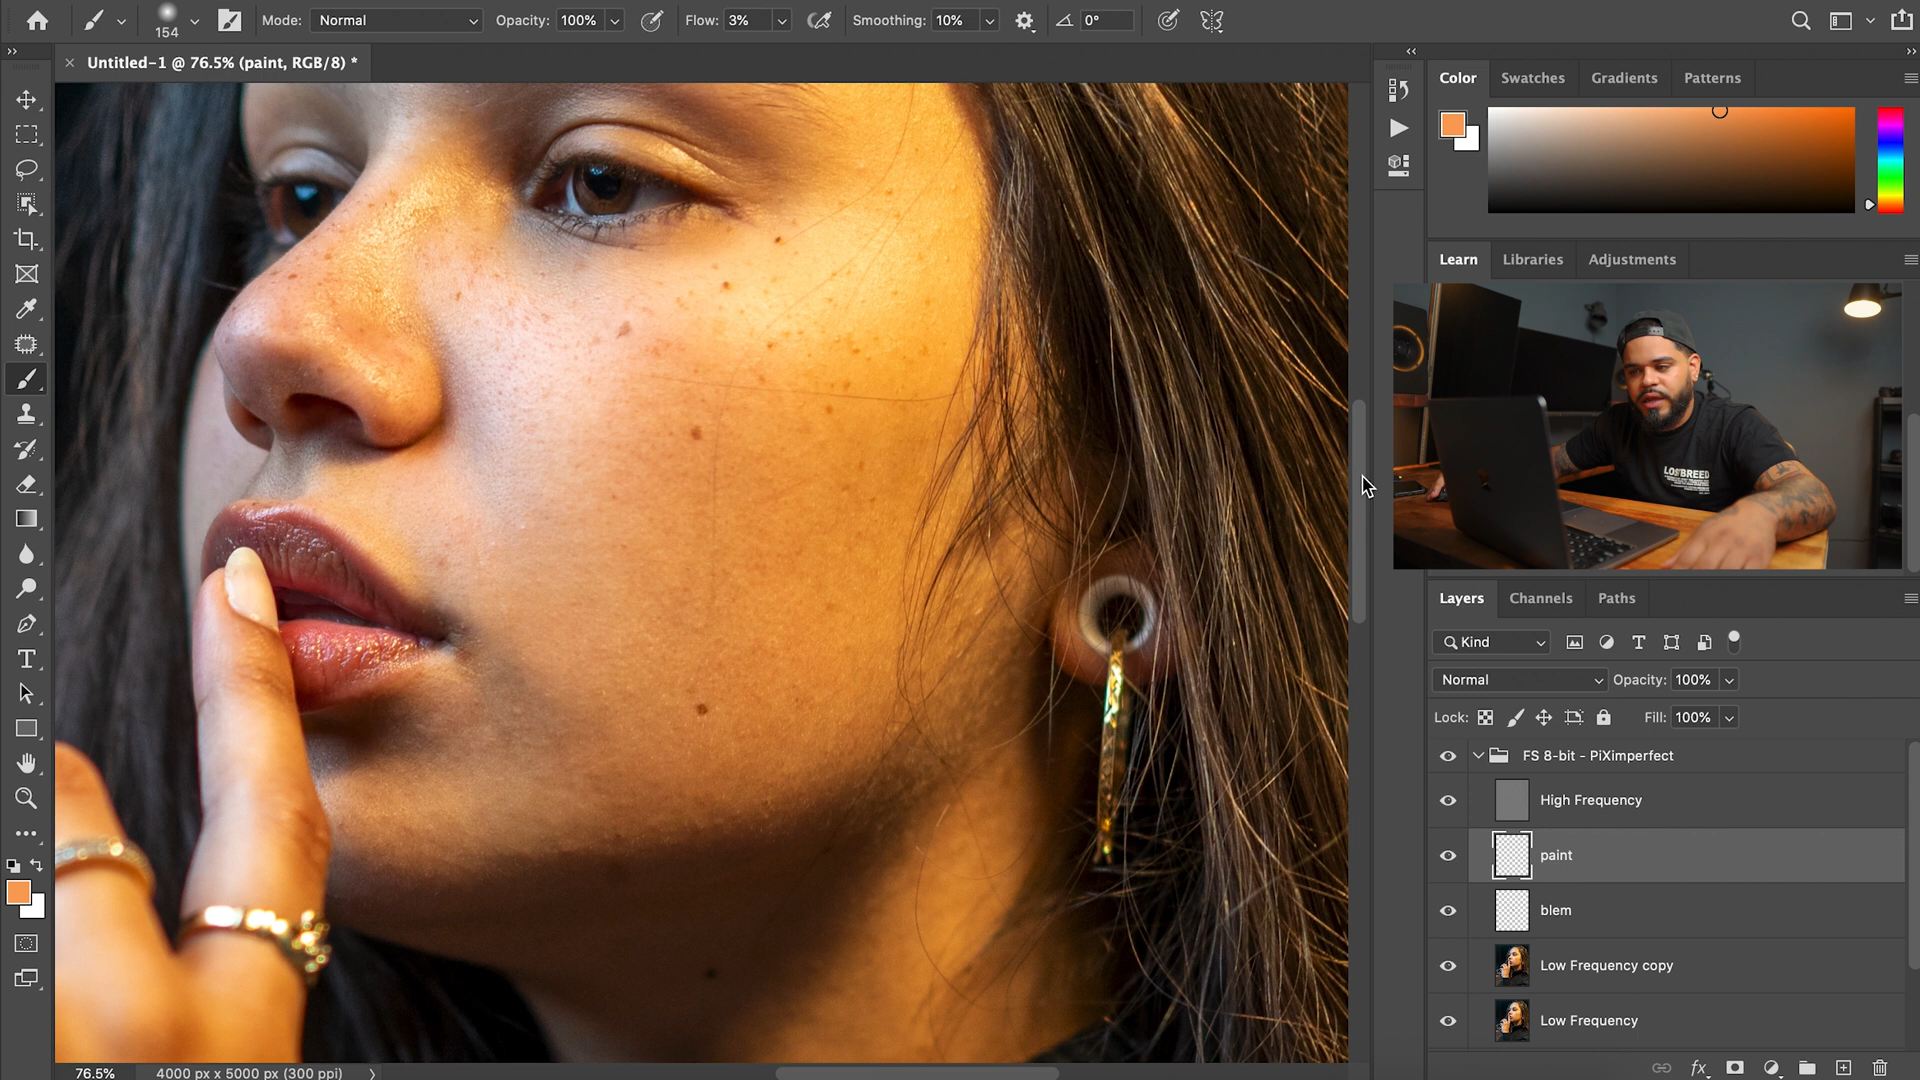 154
Mode: Normal
Opacity: 100%
Flow: 3%
Smoothing: 10%
0°
Untitled-1 @ 76.5% (paint, RGB/8) *
Color Swatches Gradients Patterns
Learn Libraries Adjustments
Layers Channels Paths
Kind
Normal Opacity: 100%
Lock: Fill: 100%
FS 8-bit - PiXimperfect
High Frequency
paint
blem
Low Frequency copy
Low Frequency
76.5% 4000 px x 5000 px (300 ppi)